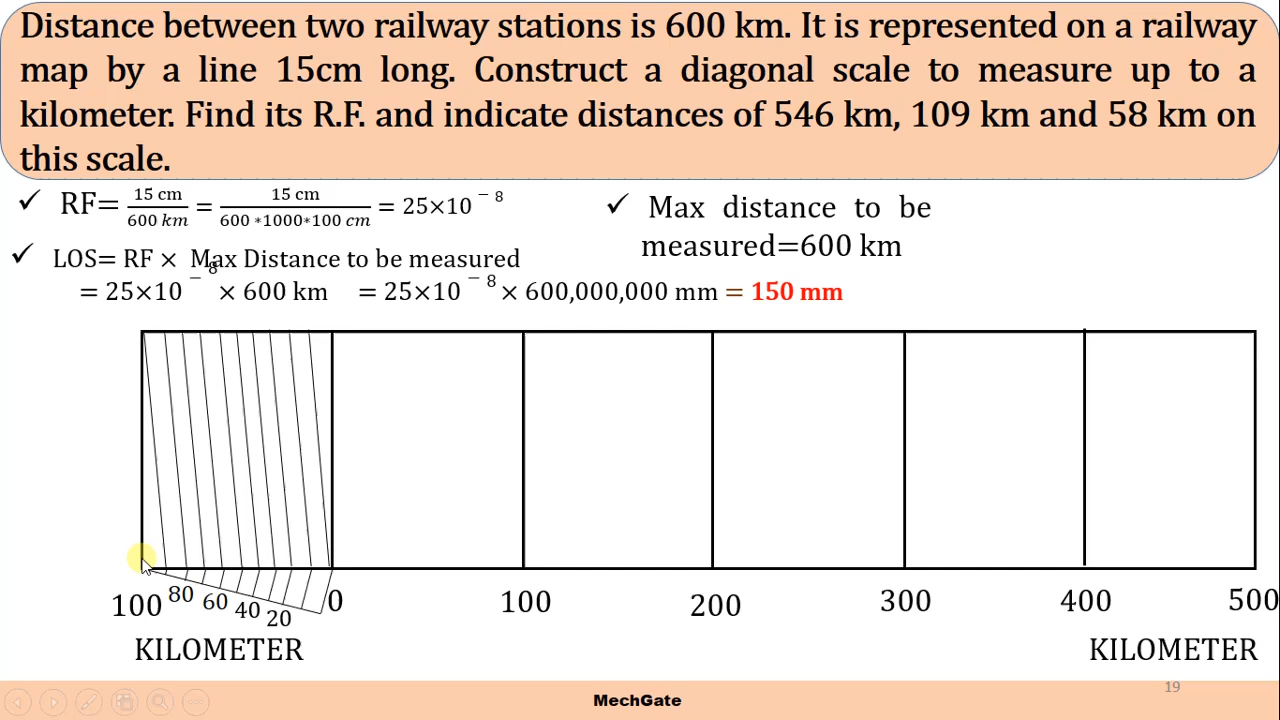 Distance between two railway stations is 600 km. It is represented on a railway
map by a line 15cm long. Construct a diagonal scale to measure up to a
kilometer. Find its R.F. and indicate distances of 546 km, 109 km and 58 km on
this scale.
✓ RF= 15 cm / 600 km = 15 cm / 600 *1000*100 cm = 25×10⁻⁸
✓ Max distance to be
measured=600 km
✓ LOS= RF × Max Distance to be measured
= 25×10⁻⁸ × 600 km = 25×10⁻⁸ × 600,000,000 mm = 150 mm
100 80 60 40 20 0 100 200 300 400 500
KILOMETER KILOMETER
19
MechGate